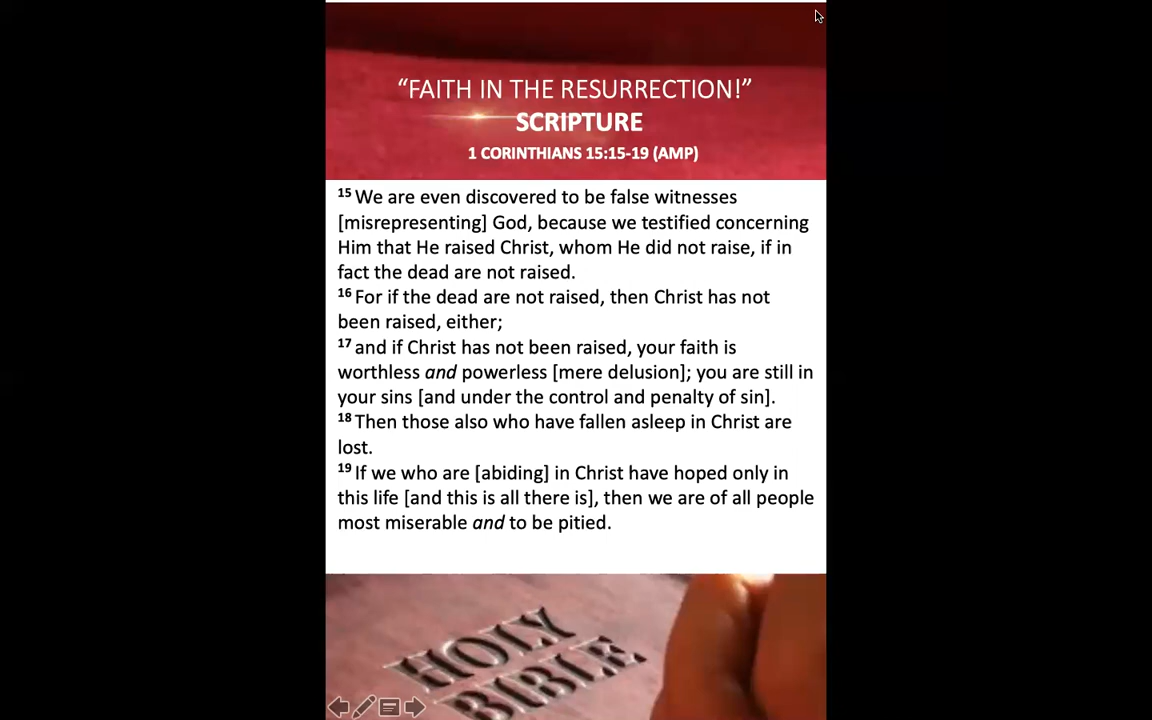 “FAITH IN THE RESURRECTION!”
SCRIPTURE
1 CORINTHIANS 15:15-19 (AMP)
15 We are even discovered to be false witnesses
[misrepresenting] God, because we testified concerning
Him that He raised Christ, whom He did not raise, if in
fact the dead are not raised.
16 For if the dead are not raised, then Christ has not
been raised, either;
17 and if Christ has not been raised, your faith is
worthless and powerless [mere delusion]; you are still in
your sins [and under the control and penalty of sin].
18 Then those also who have fallen asleep in Christ are
lost.
19 If we who are [abiding] in Christ have hoped only in
this life [and this is all there is], then we are of all people
most miserable and to be pitied.
HOLY
BIBLE